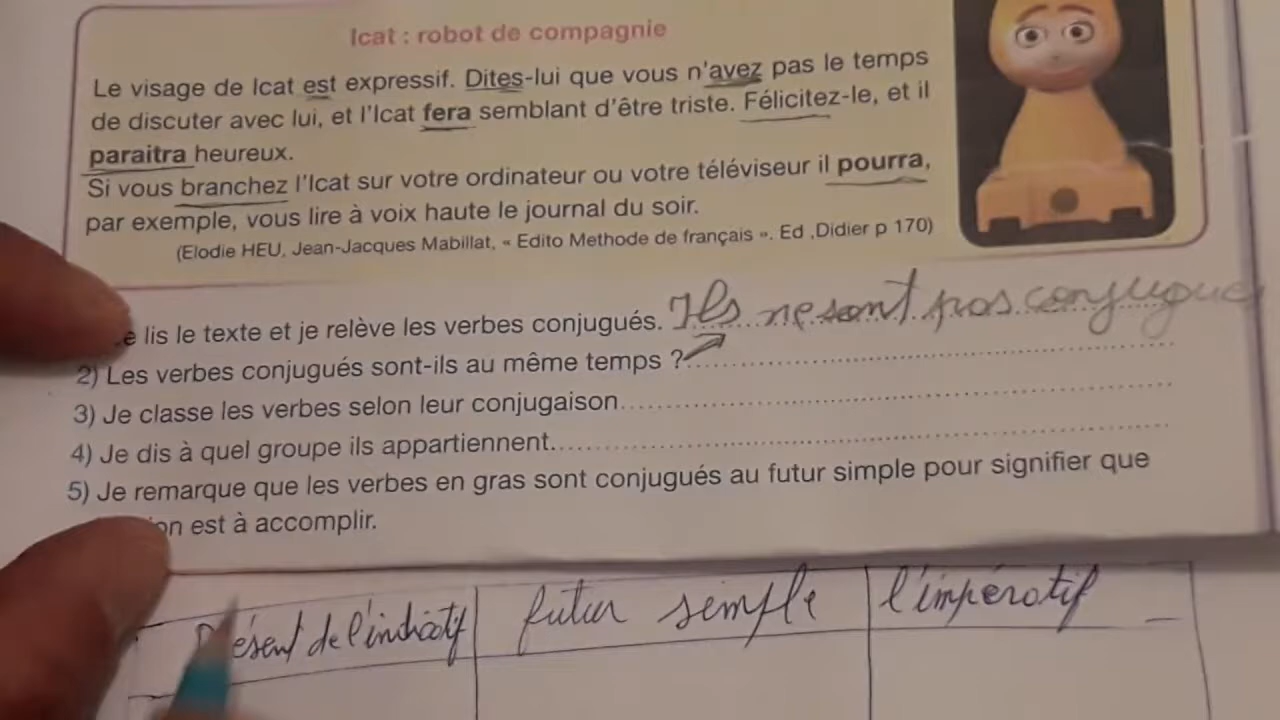 Icat : robot de compagnie
Le visage de Icat est expressif. Dites-lui que vous n'avez pas le temps
de discuter avec lui, et l'Icat fera semblant d'être triste. Félicitez-le, et il
paraitra heureux.
Si vous branchez l'Icat sur votre ordinateur ou votre téléviseur il pourra,
par exemple, vous lire à voix haute le journal du soir.
(Elodie HEU, Jean-Jacques Mabillat, « Edito Methode de français ». Ed ,Didier p 170)
e lis le texte et je relève les verbes conjugués. Ils ne sont pas conjugue
2) Les verbes conjugués sont-ils au même temps ?
3) Je classe les verbes selon leur conjugaison
4) Je dis à quel groupe ils appartiennent
5) Je remarque que les verbes en gras sont conjugués au futur simple pour signifier que
on est à accomplir.
Présent de l'indicatif futur semple l'impératif